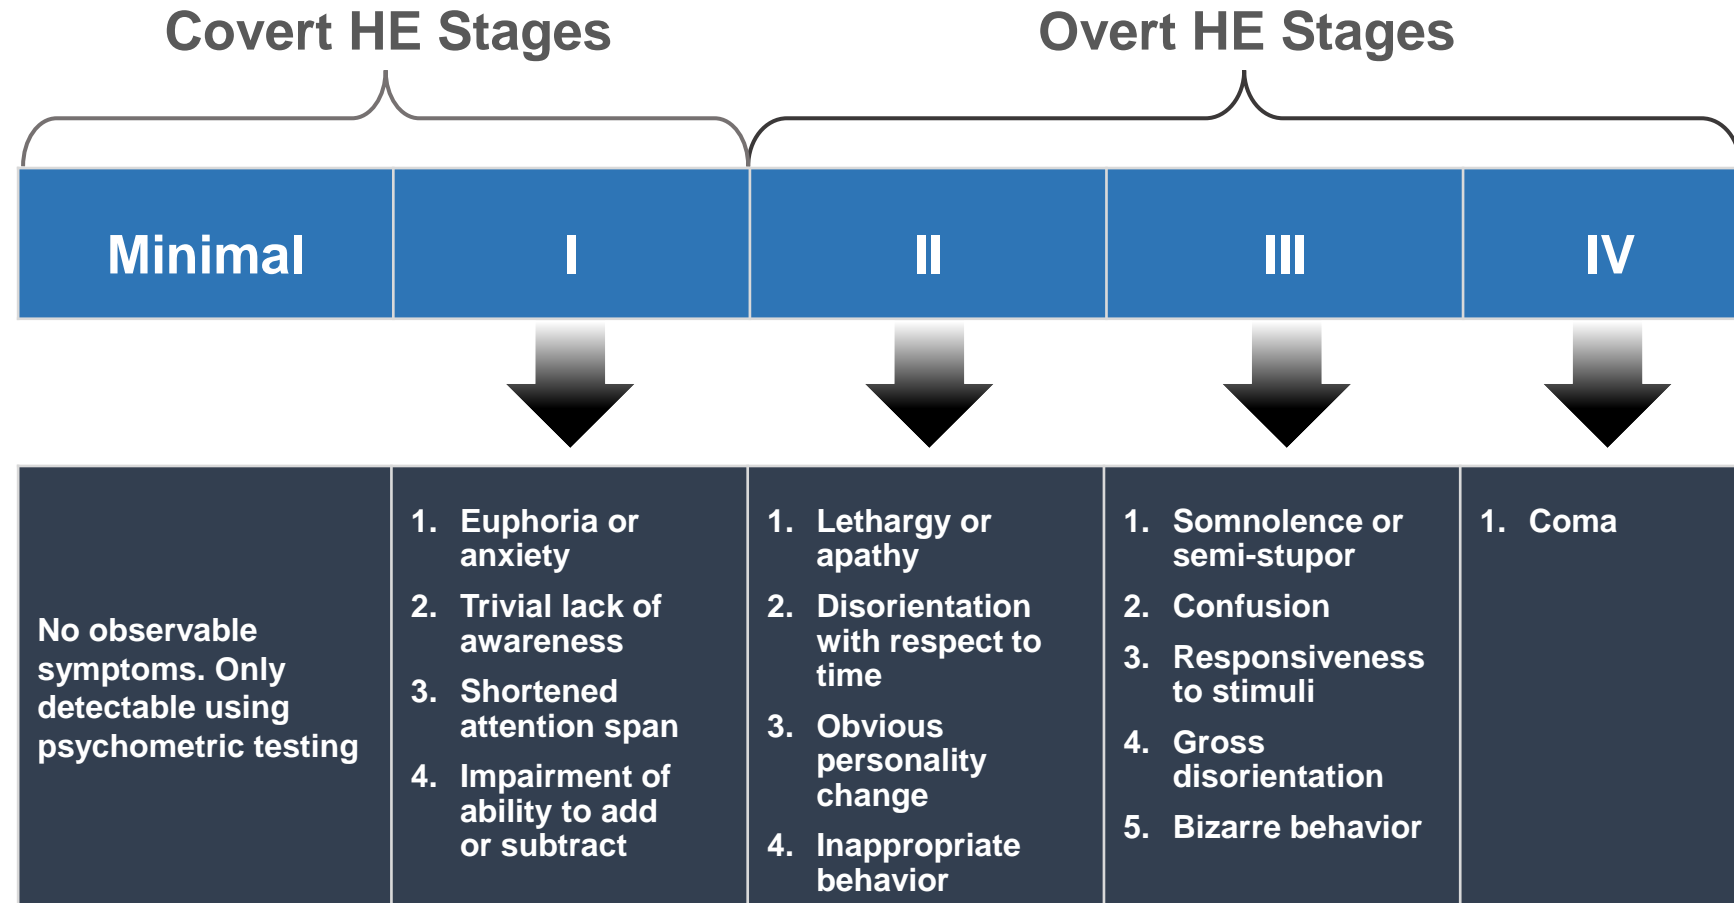 Covert HE Stages
Overt HE Stages
Minimal
I
II
III
IV
No observable
symptoms. Only
detectable using
psychometric testing
1. Euphoria or
anxiety
2. Trivial lack of
awareness
3. Shortened
attention span
4. Impairment of
ability to add
or subtract
1. Lethargy or
apathy
2. Disorientation
with respect to
time
3. Obvious
personality
change
4. Inappropriate
behavior
1. Somnolence or
semi-stupor
2. Confusion
3. Responsiveness
to stimuli
4. Gross
disorientation
5. Bizarre behavior
1. Coma